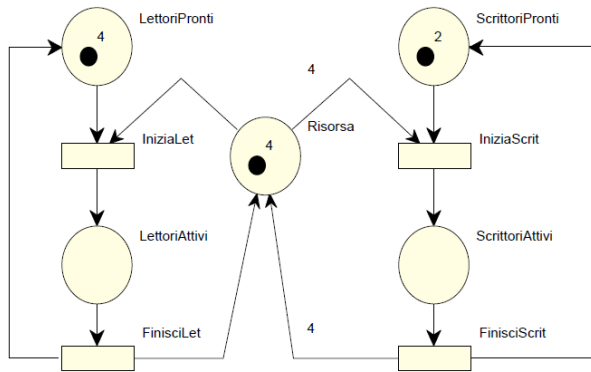 LettoriPronti
ScrittoriPronti
4
4
2
Risorsa
IniziaLet
4
IniziaScrit
LettoriAttivi
ScrittoriAttivi
FinisciLet
4
FinisciScrit